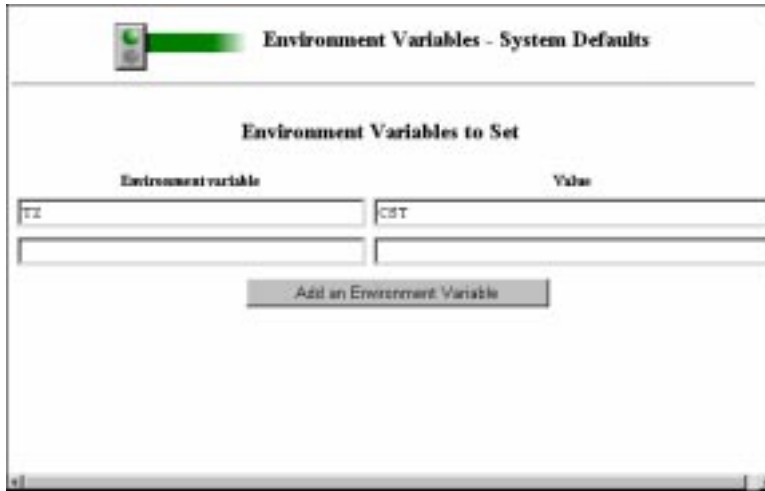 Environment Variables - System Defaults
Environment Variables to Set
Environment variable Value
TZ CST
Add an Environment Variable